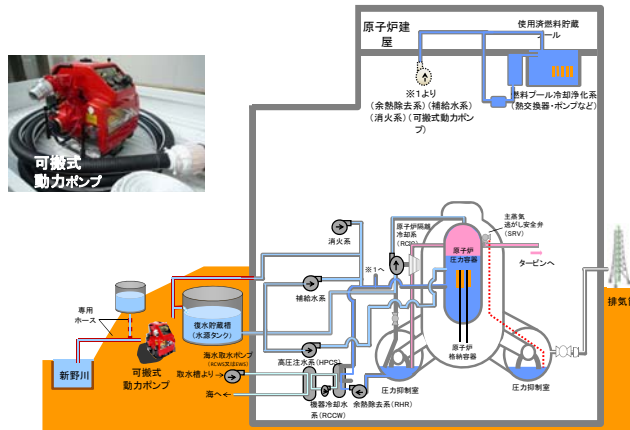 原子炉建
屋
使用済燃料貯蔵
プール
※１より
（余熱除去系）（補給水系）
（消火系）（可搬式動力ポン
プ）
燃料プール冷却浄化系
（熱交換器・ポンプなど）
可搬式
動力ポンプ
消火系
原子炉隔離
冷却系
（RCIC）
主蒸気
逃がし安全弁
（SRV）
原子炉
圧力容器
タービンへ
※１へ
補給水系
専用
ホース
復水貯蔵槽
（水源タンク）
新野川
可搬式
動力ポンプ
海水取水ポンプ
（RCWS又はEWS）
高圧注水系（HPCS）
取水槽より→
海へ←
機器冷却水
系（RCCW）
余熱除去系（RHR）
圧力抑制室
原子炉
格納容器
圧力抑制室
排気